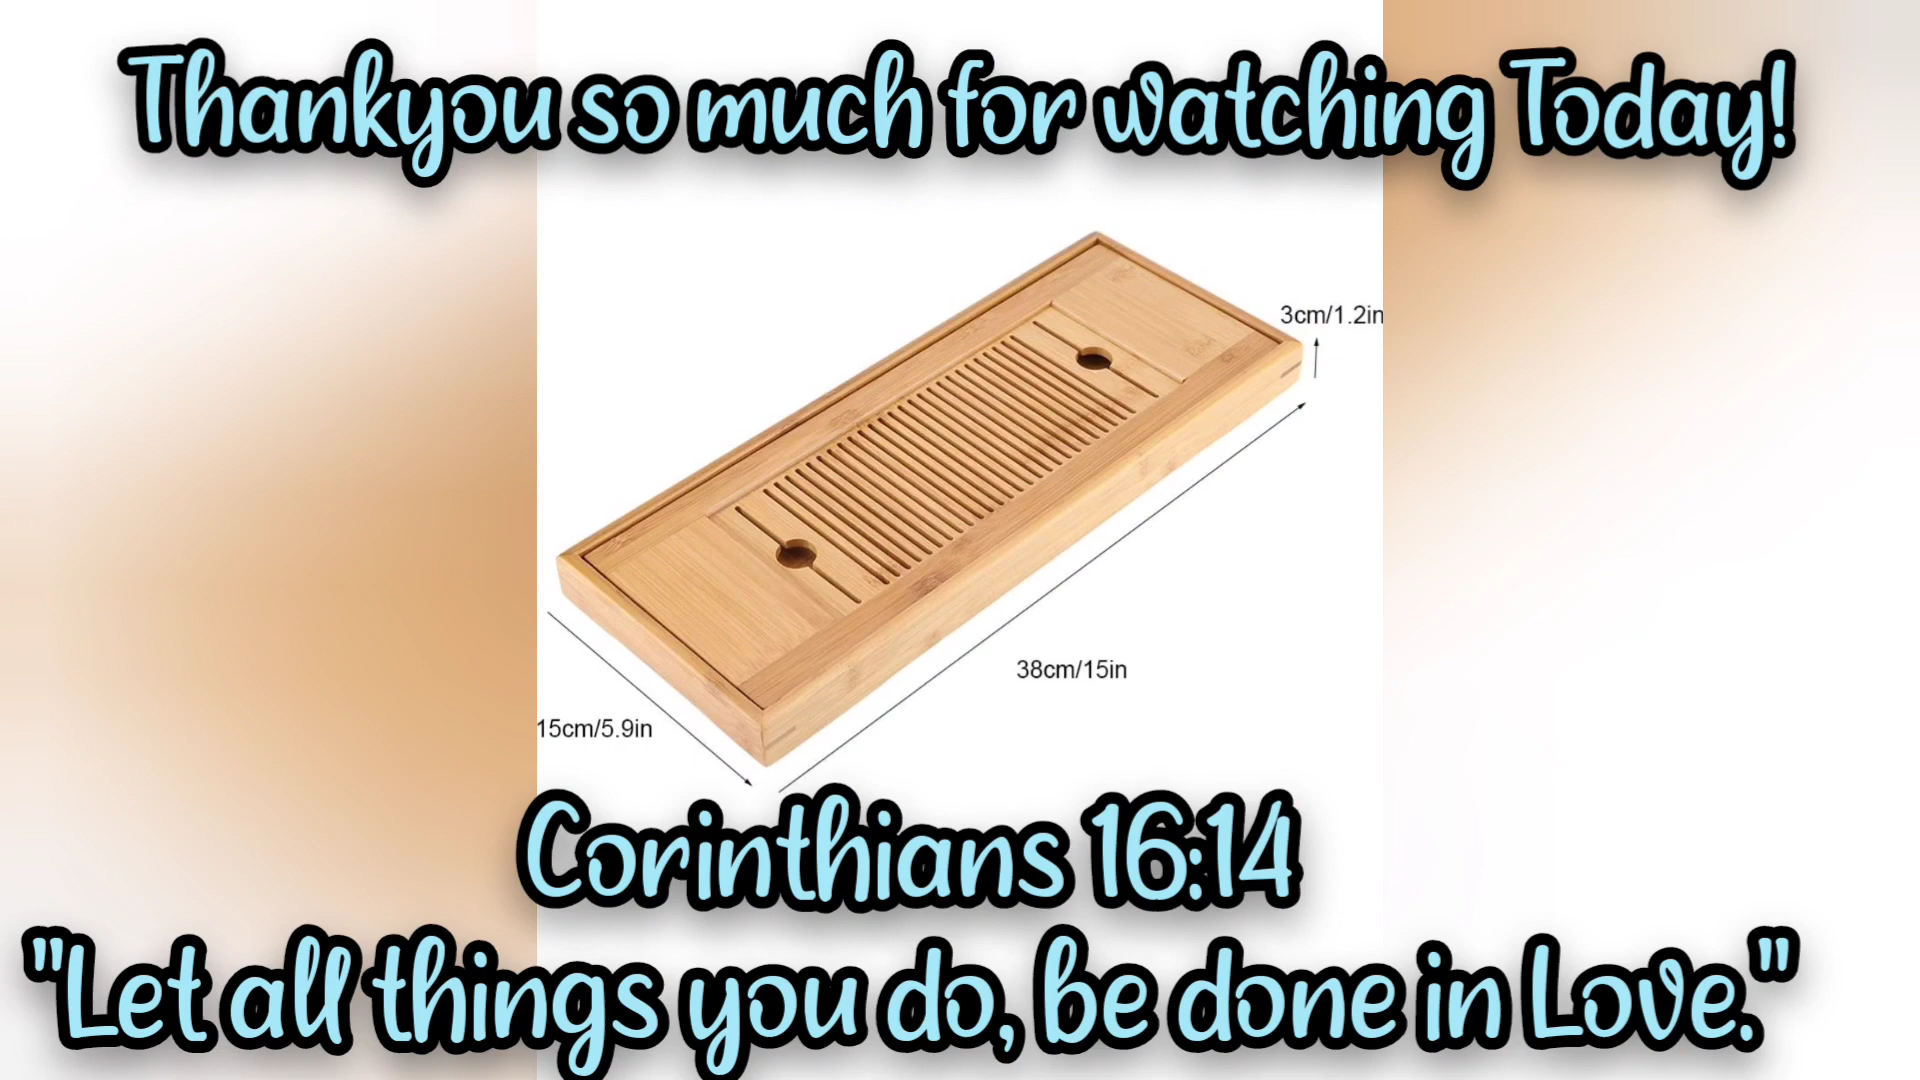 Thankyou so much for watching Today!
3cm/1.2in
38cm/15in
15cm/5.9in
Corinthians 16:14
"Let all things you do, be done in Love."